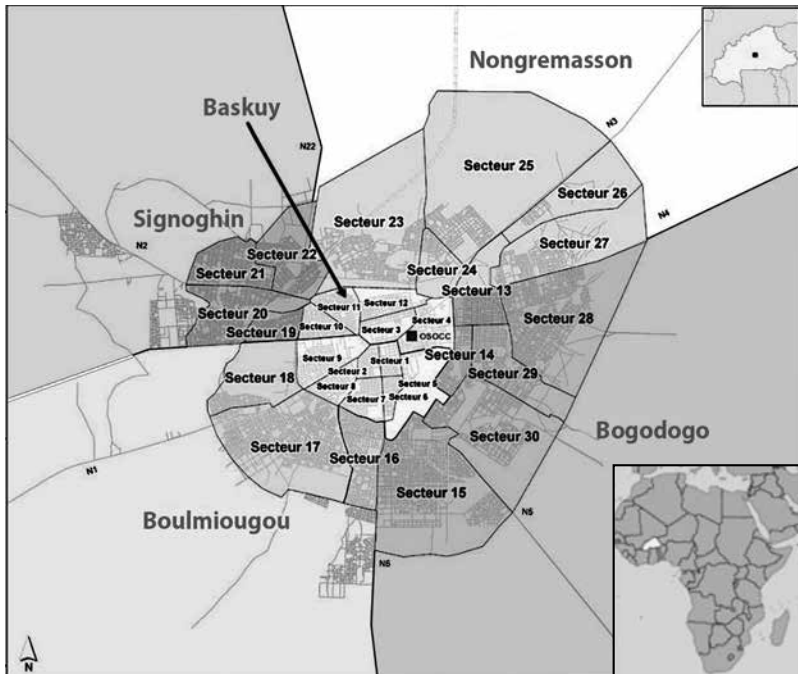 Nongremasson
Baskuy
N3
N22
Secteur 25
Secteur 26
Secteur 23
Signoghin
N4
N2
Secteur 27
Secteur 22
Secteur 21
Secteur 24
Secteur 13
Secteur 12
Secteur 11
Secteur 20
Secteur 4
Secteur 28
Secteur 19
Secteur 10
Secteur 3
OSOCC
Secteur 14
Secteur 9
Secteur 1
Secteur 2
Secteur 29
Secteur 18
Secteur 5
Secteur 8
Secteur 6
Secteur 7
Secteur 30
Bogodogo
Secteur 17
Secteur 16
N1
Secteur 15
Boulmiougou
N5
N5
N